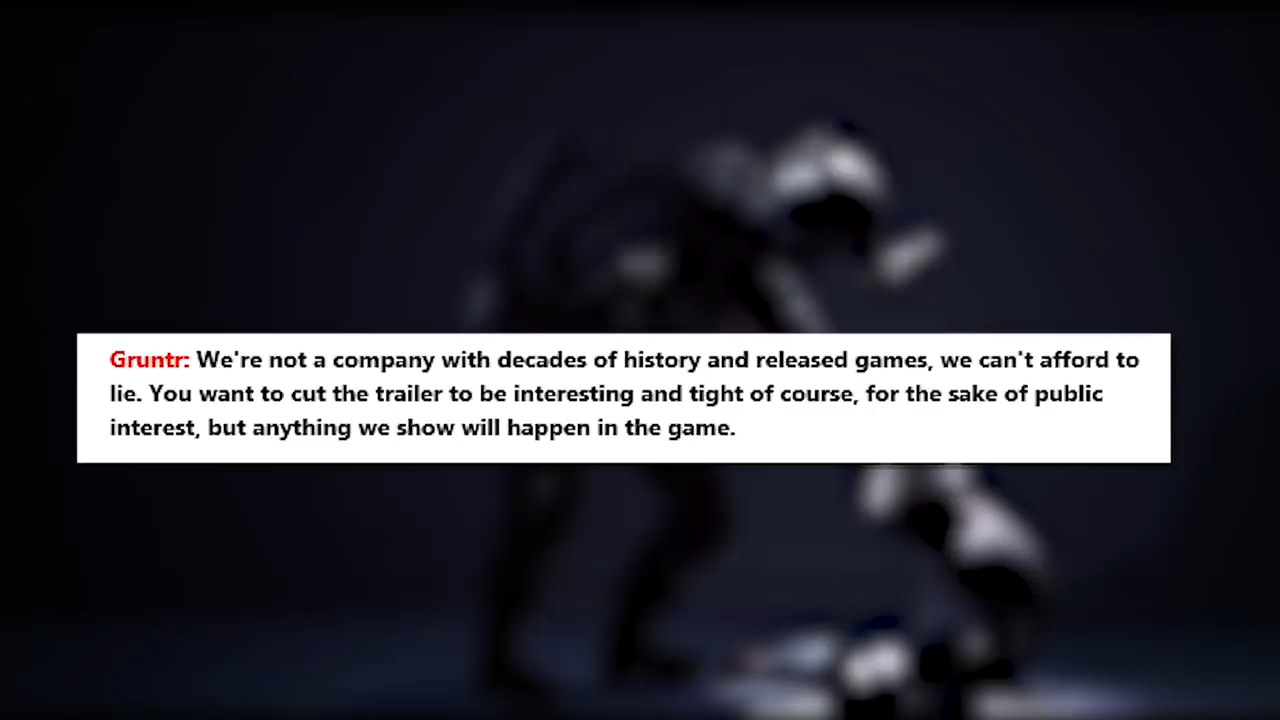 Gruntr: We're not a company with decades of history and released games, we can't afford to
lie. You want to cut the trailer to be interesting and tight of course, for the sake of public
interest, but anything we show will happen in the game.